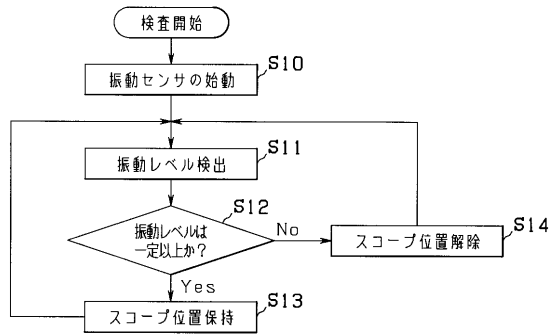 検査開始
振動センサの始動
S10
振動レベル検出
S11
振動レベルは
一定以上か?
S12
No
スコープ位置解除
S14
Yes
スコープ位置保持
S13